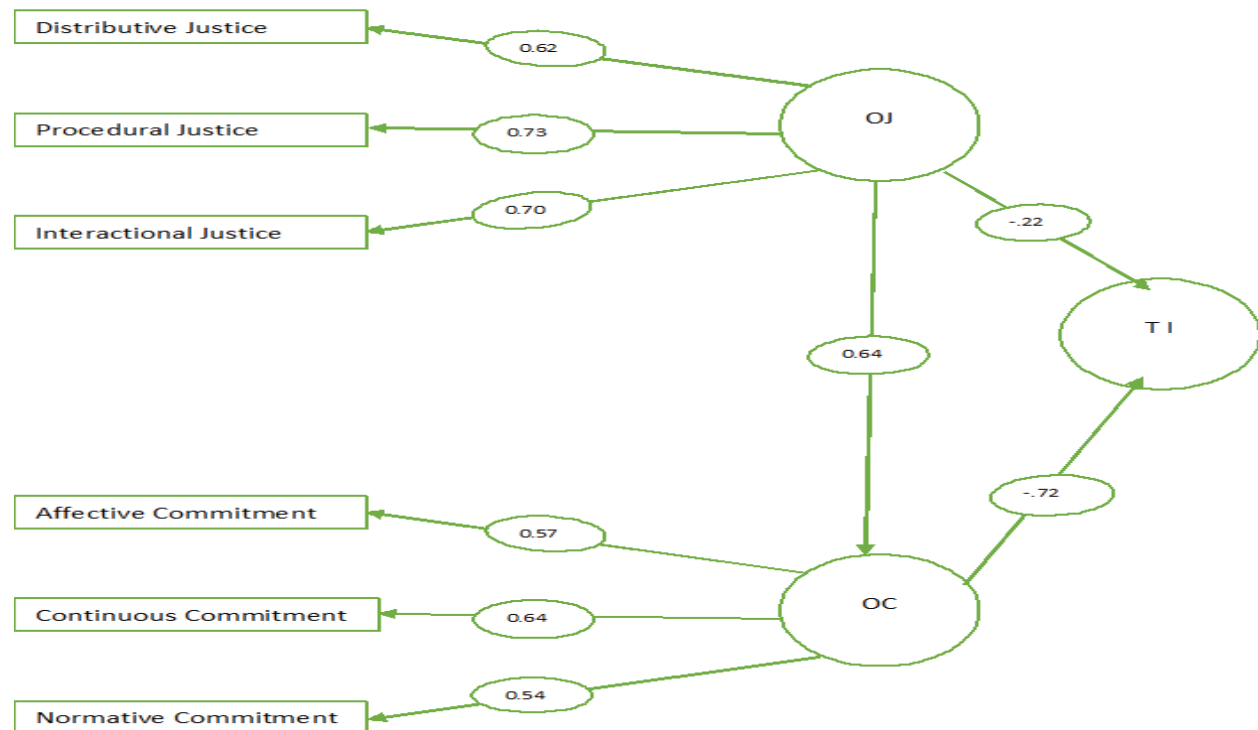 Distributive Justice
0.62
OJ
Procedural Justice
0.73
Interactional Justice
0.70
-.22
T I
0.64
Affective Commitment
0.57
-.72
OC
Continuous Commitment
0.64
Normative Commitment
0.54